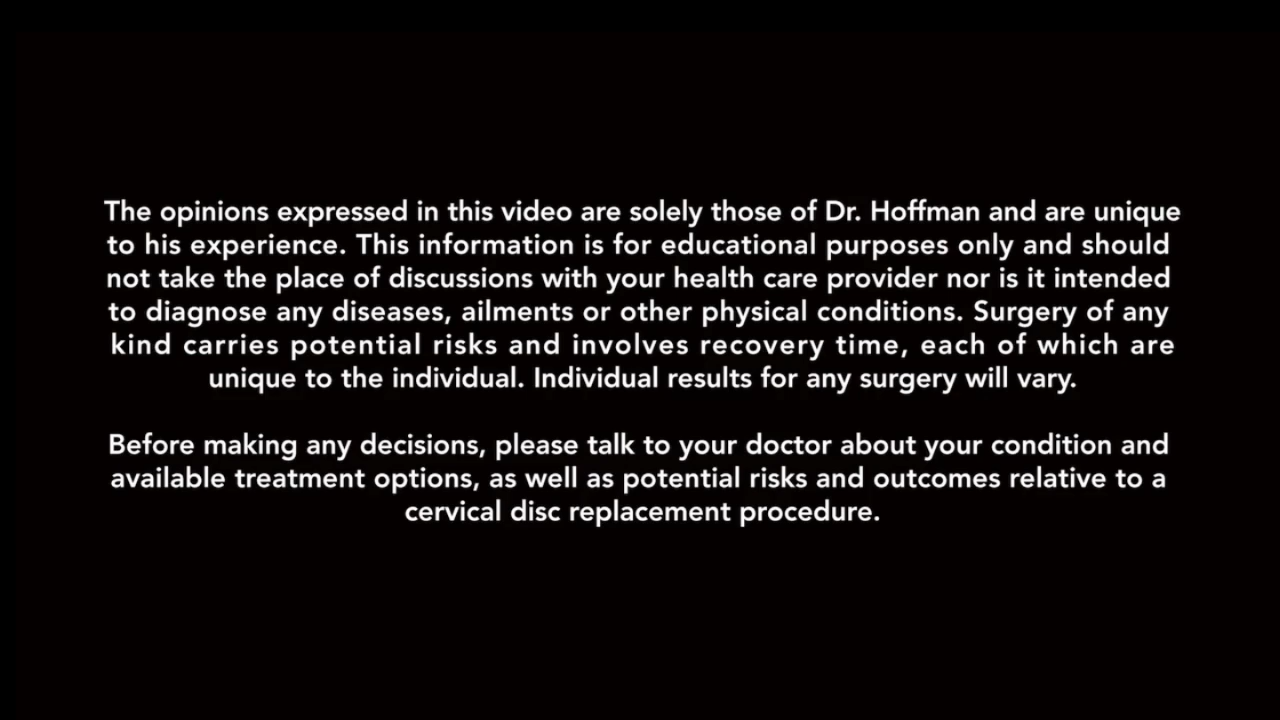 The opinions expressed in this video are solely those of Dr. Hoffman and are unique
to his experience. This information is for educational purposes only and should
not take the place of discussions with your health care provider nor is it intended
to diagnose any diseases, ailments or other physical conditions. Surgery of any
kind carries potential risks and involves recovery time, each of which are
unique to the individual. Individual results for any surgery will vary.
Before making any decisions, please talk to your doctor about your condition and
available treatment options, as well as potential risks and outcomes relative to a
cervical disc replacement procedure.